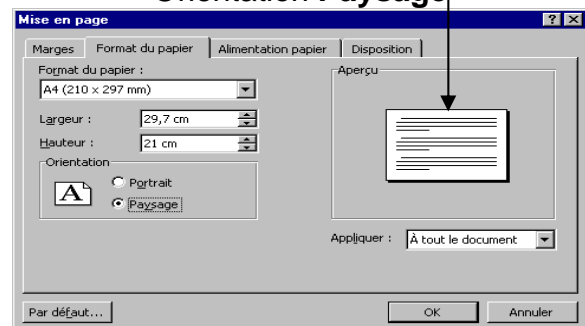 Orientation Paysage
Mise en page
Marges Format du papier Alimentation papier Disposition
Format du papier : Aperçu
A4 (210 x 297 mm)
Largeur : 29,7 cm
Hauteur : 21 cm
Orientation
A Portrait
Paysage
Appliquer : À tout le document
Par défaut... OK Annuler